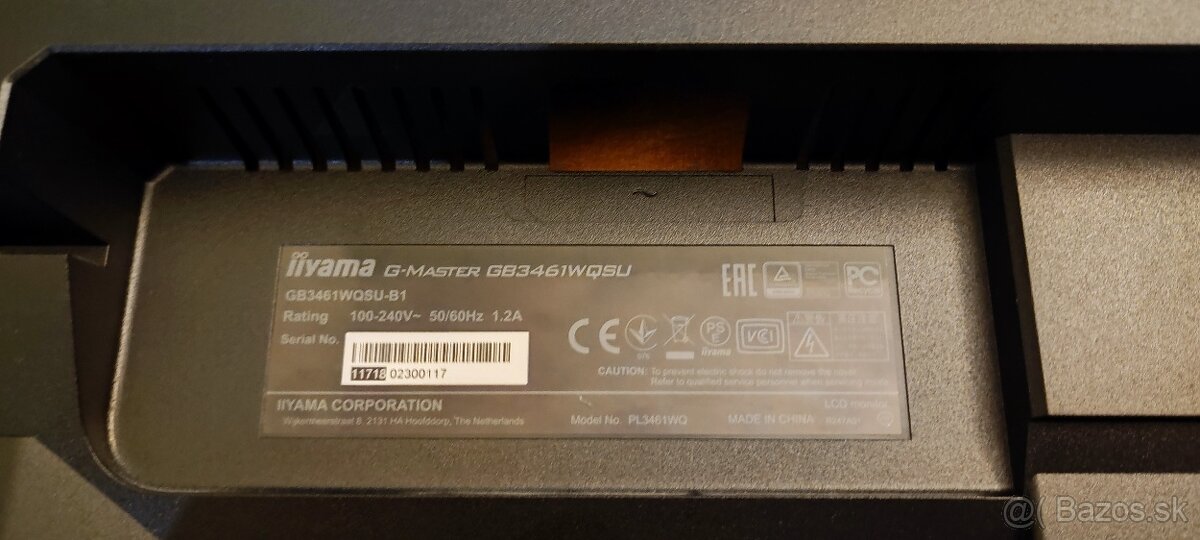 iiyama G-MASTER GB3461WQSU
GB3461WQSU-B1
Rating 100-240V~ 50/60Hz 1.2A
Serial No.
11718 02300117
EAC
PC
CE
PS
iiyama
VCI
CAUTION: To prevent electric shock do not remove the cover.
Refer to qualified service personnel when servicing inside.
IIYAMA CORPORATION
LCD monitor
Wijkermeerstraat 8, 2131 HA Hoofddorp, The Netherlands
Model No. PL3461WQ
MADE IN CHINA
@ Bazos.sk